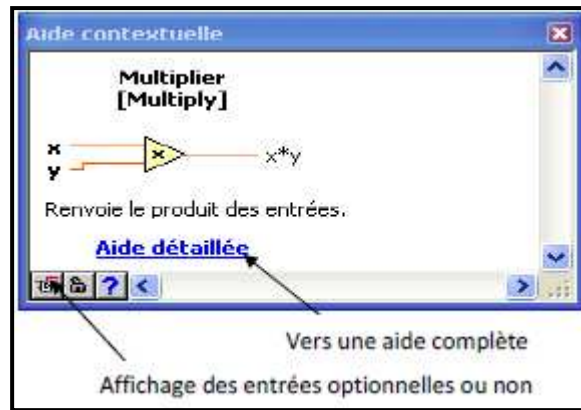 Aide contextuelle
Multiplier
[Multiply]
x
y
x
x*y
Renvoie le produit des entrées.
Aide détaillée
?
Vers une aide complète
Affichage des entrées optionnelles ou non